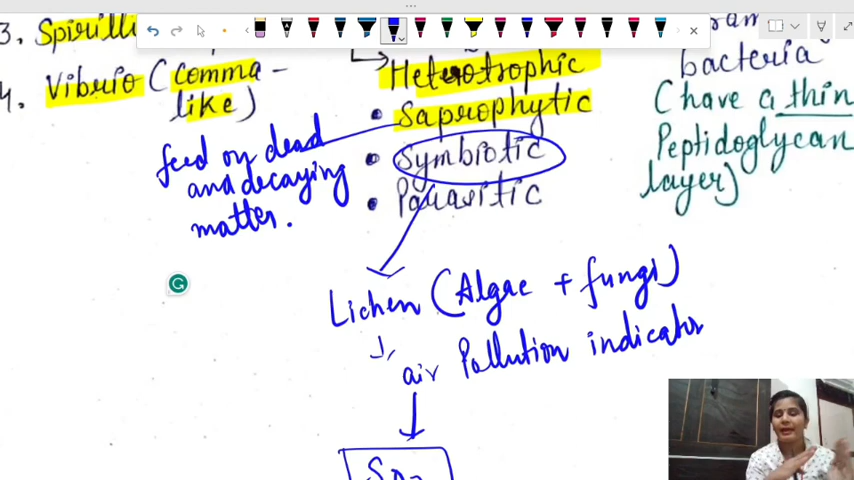 3. Spirill
4. Vibrio (comma-
like)
Heterotrophic
• Saprophytic
• Symbiotic
• Parasitic
feed on dead
and decaying
matter.
ram
bacteria
(have a thin
Peptidoglycan
layer)
Lichen (Algae + fungi)
air Pollution indicator